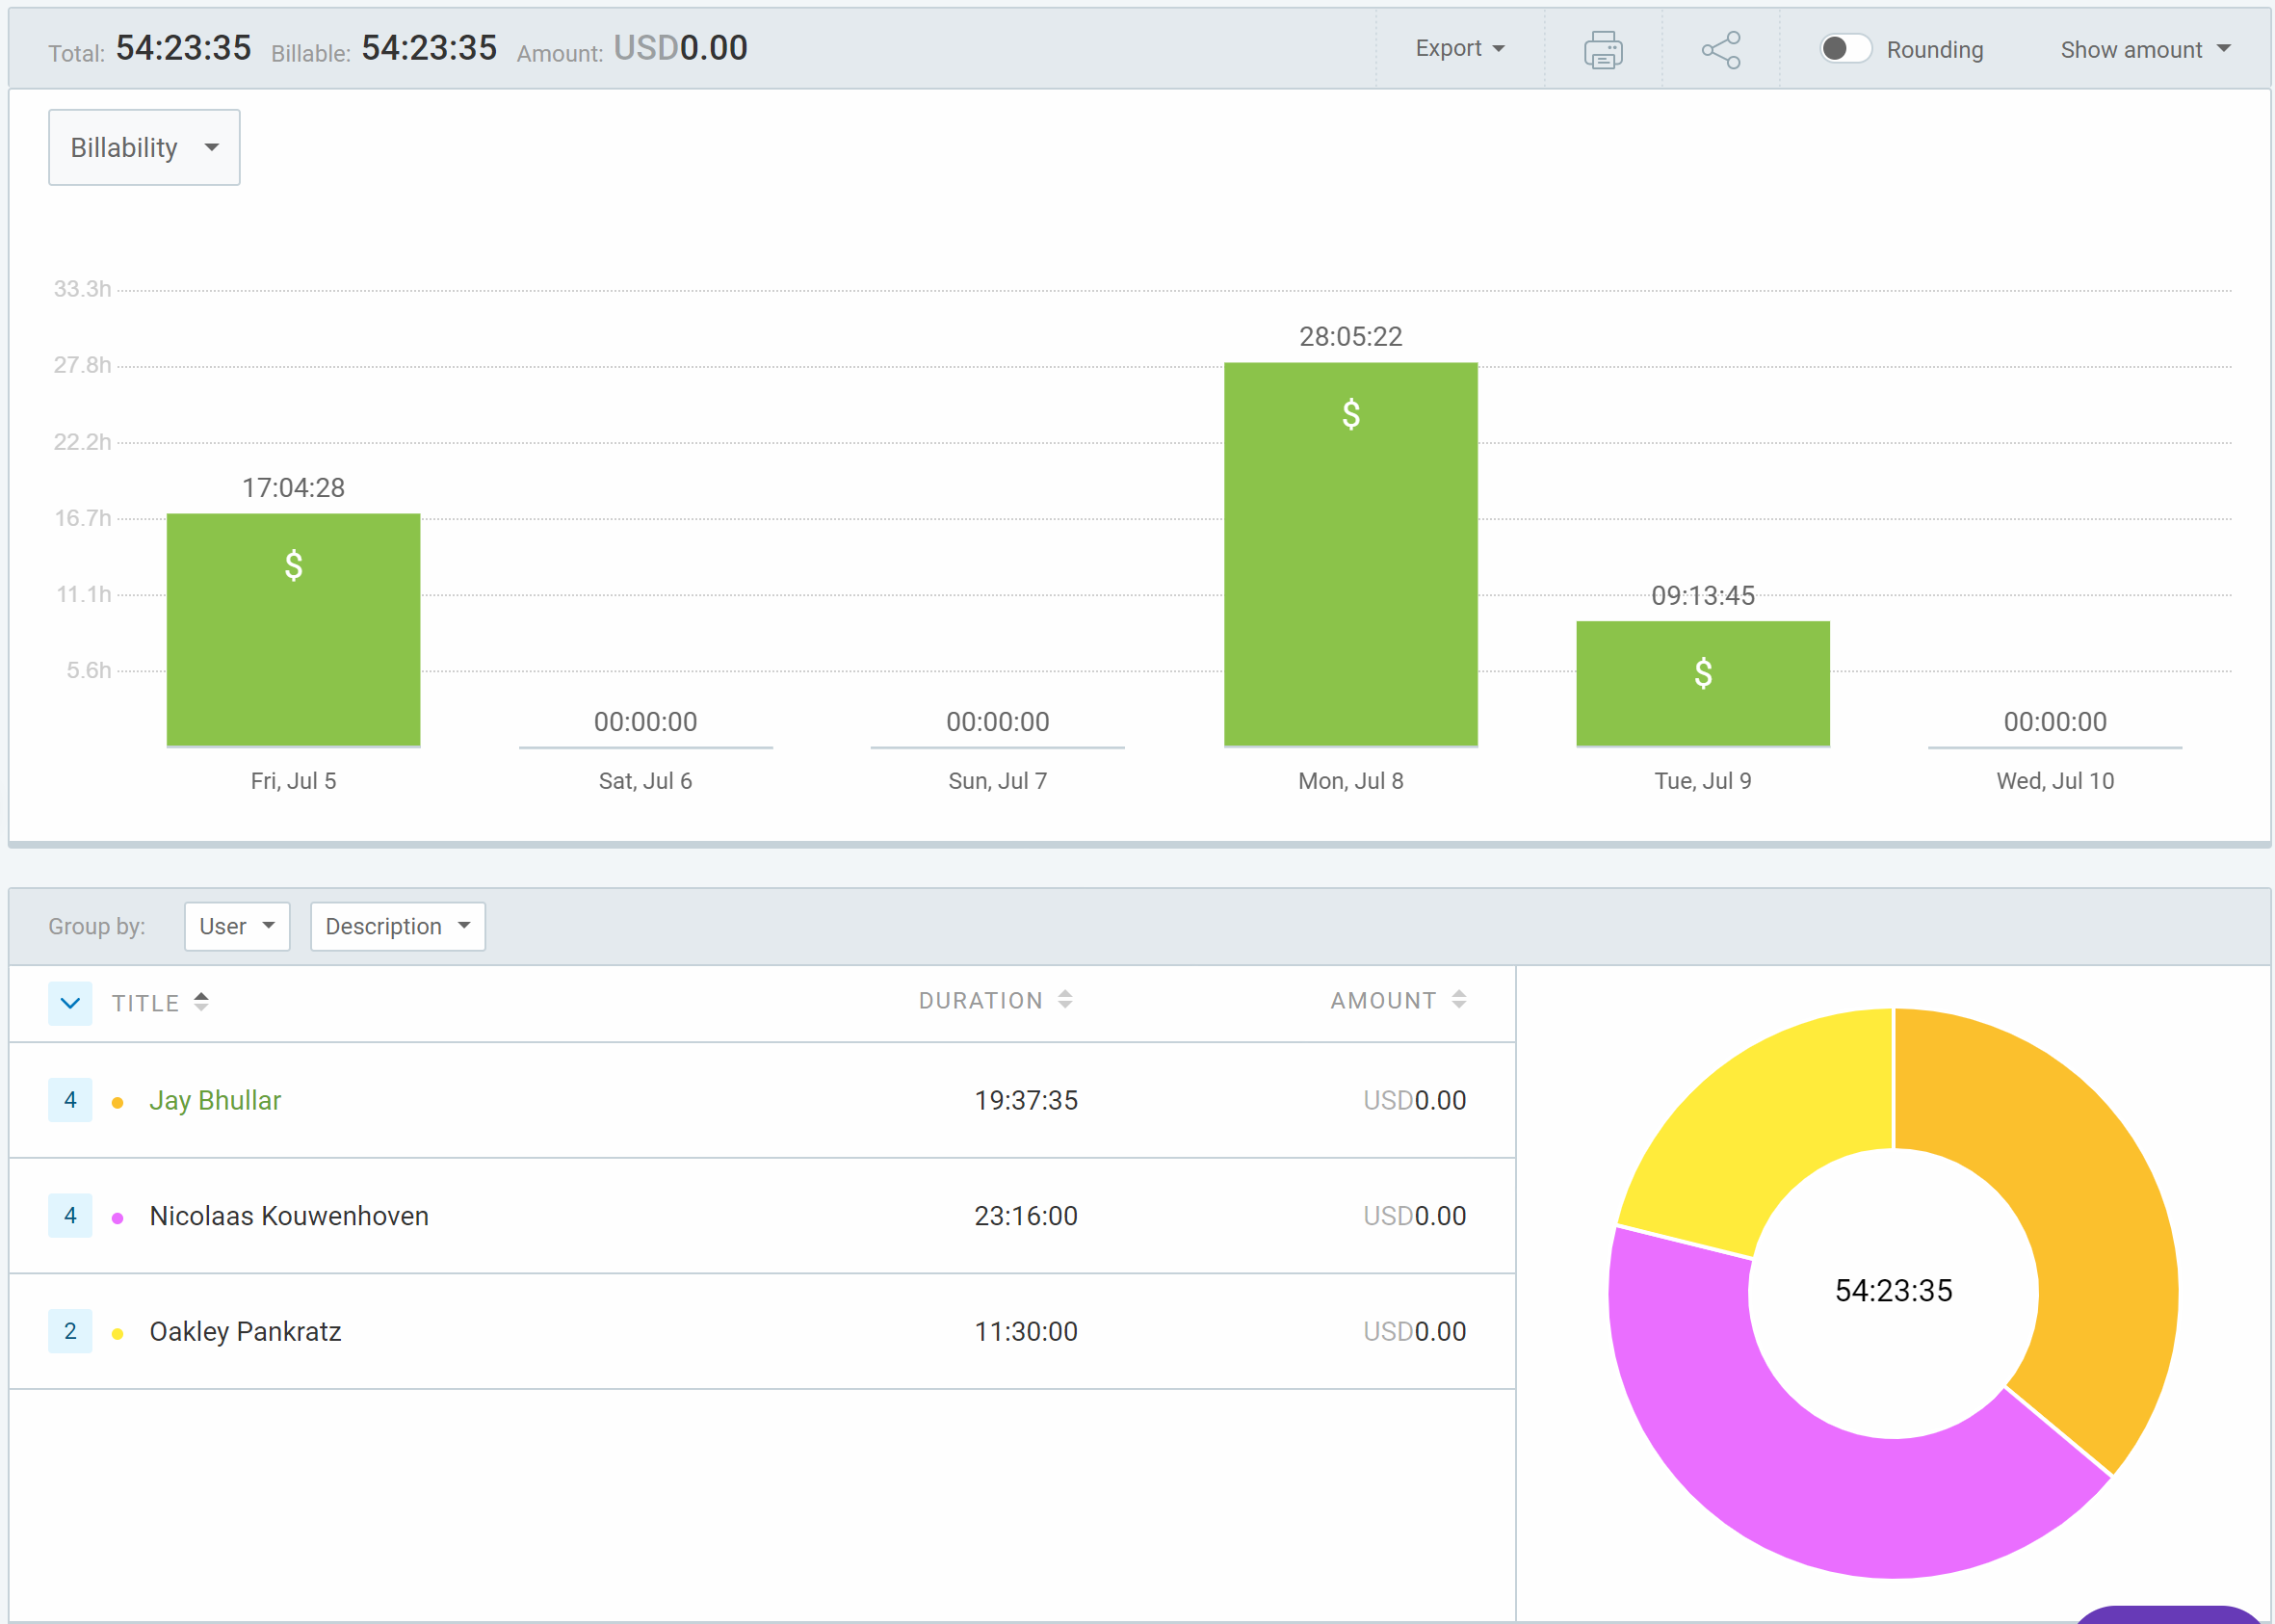 Total: 54:23:35 Billable: 54:23:35 Amount: USD0.00 Export Rounding Show amount
Billability
33.3h
28:05:22
27.8h
$
22.2h
17:04:28
16.7h
$
11.1h
09:13:45
5.6h
$
00:00:00 00:00:00 00:00:00
Fri, Jul 5 Sat, Jul 6 Sun, Jul 7 Mon, Jul 8 Tue, Jul 9 Wed, Jul 10
Group by: User Description
TITLE DURATION AMOUNT
4 Jay Bhullar 19:37:35 USD0.00
4 Nicolaas Kouwenhoven 23:16:00 USD0.00
2 Oakley Pankratz 11:30:00 USD0.00
54:23:35